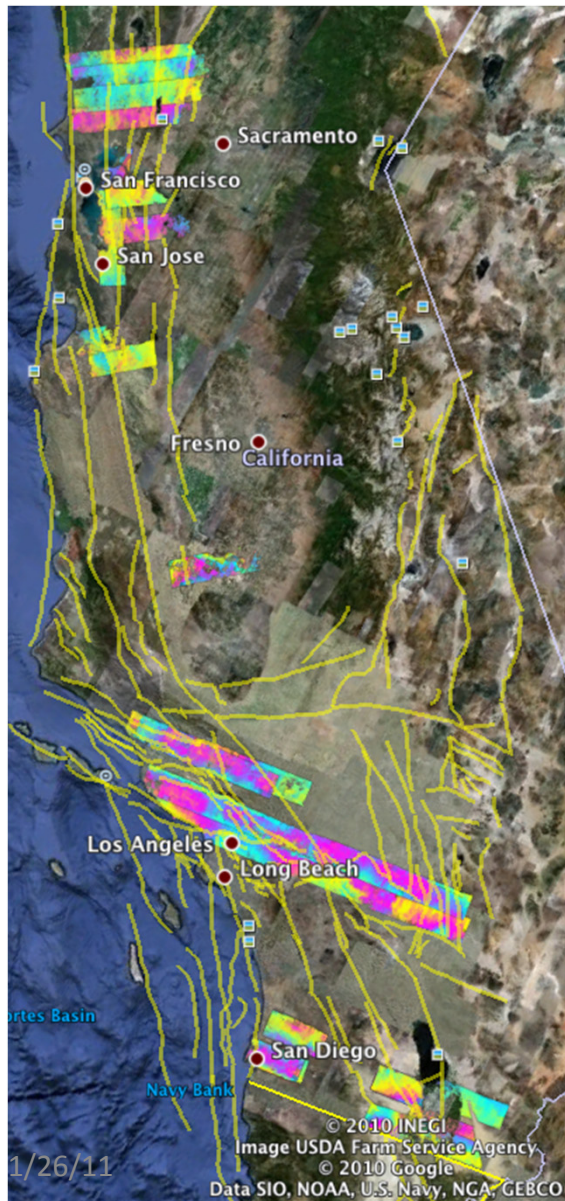 Sacramento
San Francisco
San Jose
Fresno
California
Los Angeles
Long Beach
ortes Basin
San Diego
Navy Bank
© 2010 INEGI
Image USDA Farm Service Agency
1/26/11
© 2010 Google
Data SIO, NOAA, U.S. Navy, NGA, GEBCO